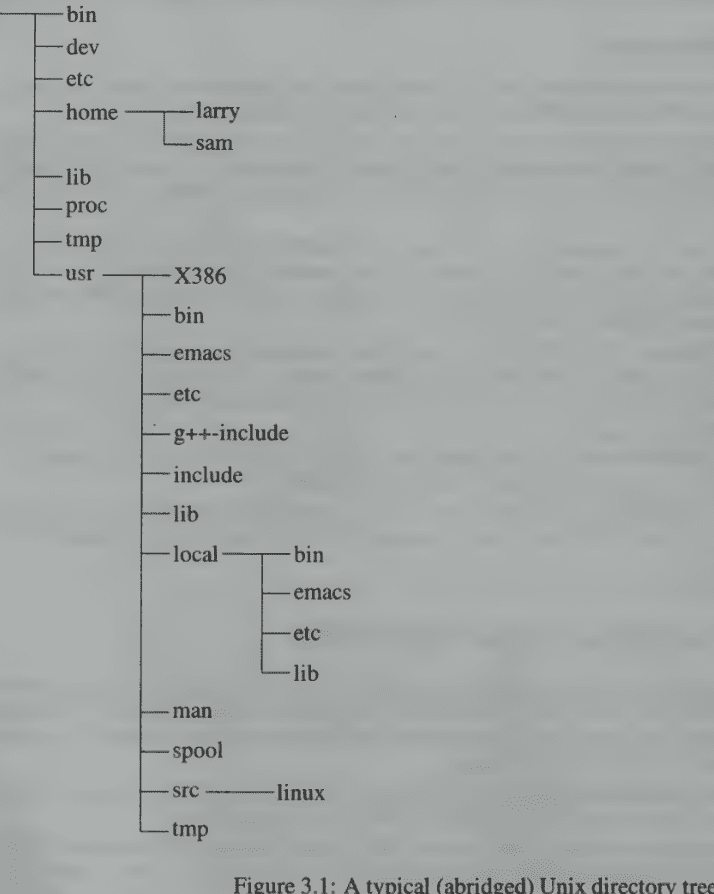 bin
dev
etc
home larry
sam
lib
proc
tmp
usr X386
bin
emacs
etc
g++-include
include
lib
local bin
emacs
etc
lib
man
spool
src linux
tmp
Figure 3.1: A typical (abridged) Unix directory tree